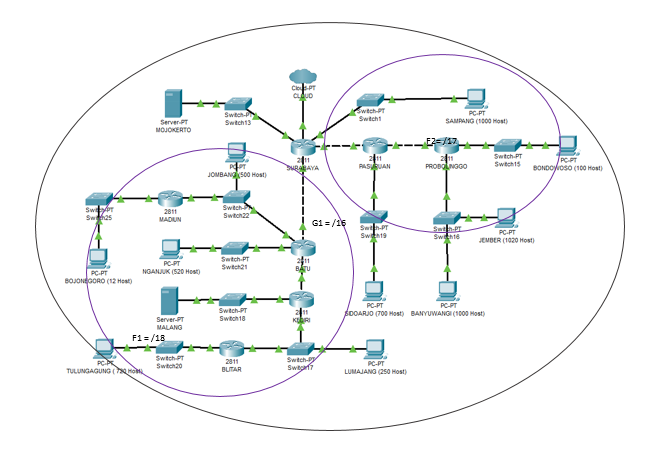 Cloud-PT
CLOUD
Server-PT
MOJOKERTO
Switch-PT
Switch13
Switch-PT
Switch1
PC-PT
SAMPANG (1000 Host)
2811
SURABAYA
2811
PASURUAN
F2= /17
2811
PROBOLINGGO
Switch-PT
Switch15
PC-PT
BONDOWOSO (100 Host)
PC-PT
JOMBANG (500 Host)
Switch-PT
Switch25
2811
MADIUN
Switch-PT
Switch22
G1 = /16
Switch-PT
Switch19
Switch-PT
Switch16
PC-PT
JEMBER (1020 Host)
PC-PT
BOJONEGORO (12 Host)
PC-PT
NGANJUK (520 Host)
Switch-PT
Switch21
2811
BATU
Server-PT
MALANG
Switch-PT
Switch18
2811
KEDIRI
PC-PT
SIDOARJO (700 Host)
PC-PT
BANYUWANGI (1000 Host)
F1 = /18
PC-PT
TULUNGAGUNG ( 720 Host)
Switch-PT
Switch20
2811
BLITAR
Switch-PT
Switch17
PC-PT
LUMAJANG (250 Host)